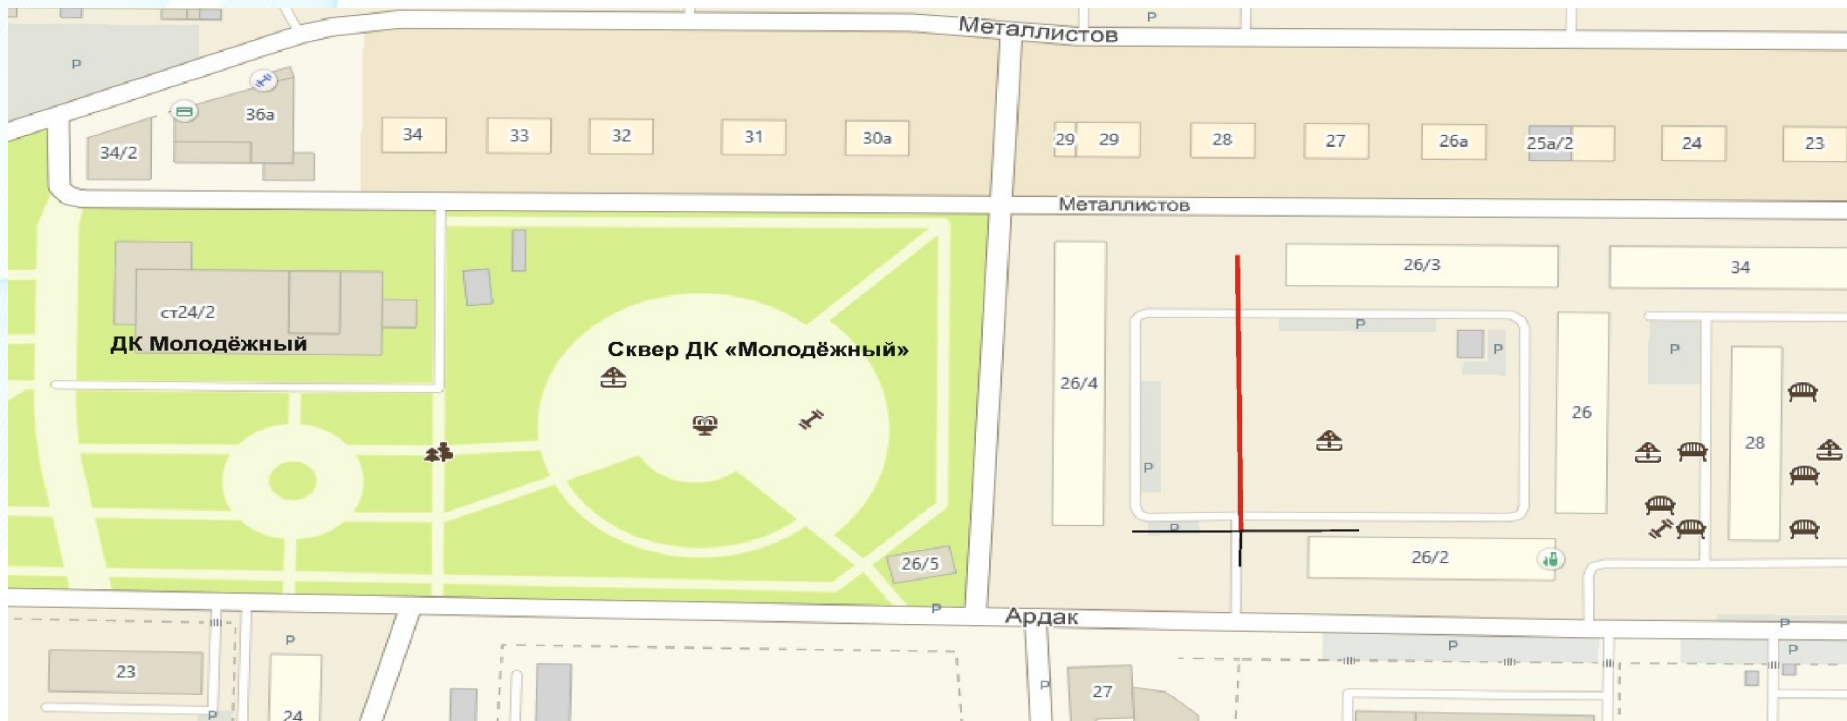 Металлистов
P
P
36а
34/2
34
33
32
31
30а
29
29
28
27
26а
25а/2
24
23
Металлистов
ст24/2
ДК Молодёжный
Сквер ДК «Молодёжный»
26/4
26/3
34
P
P
P
26
P
28
P
26/2
26/5
P
Ардак
P
P
P
P
23
24
P
P
27